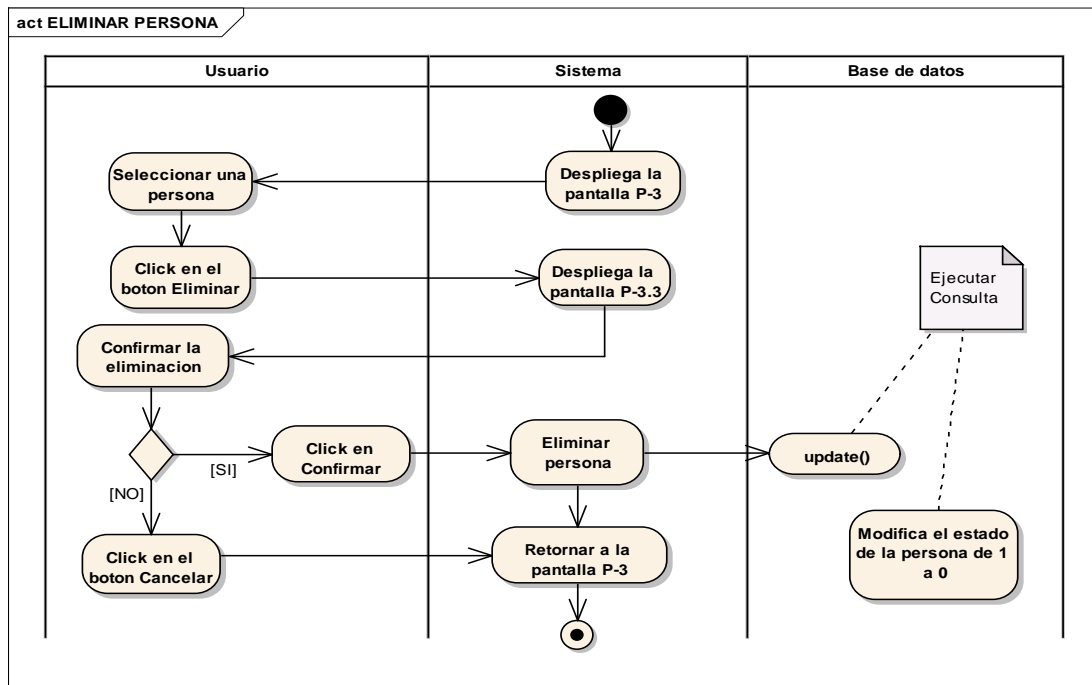 act ELIMINAR PERSONA
Usuario
Sistema
Base de datos
Seleccionar una
persona
Despliega la
pantalla P-3
Click en el
boton Eliminar
Despliega la
pantalla P-3.3
Ejecutar
Consulta
Confirmar la
eliminacion
[SI]
[NO]
Click en
Confirmar
Eliminar
persona
update()
Click en el
boton Cancelar
Retornar a la
pantalla P-3
Modifica el estado
de la persona de 1
a 0